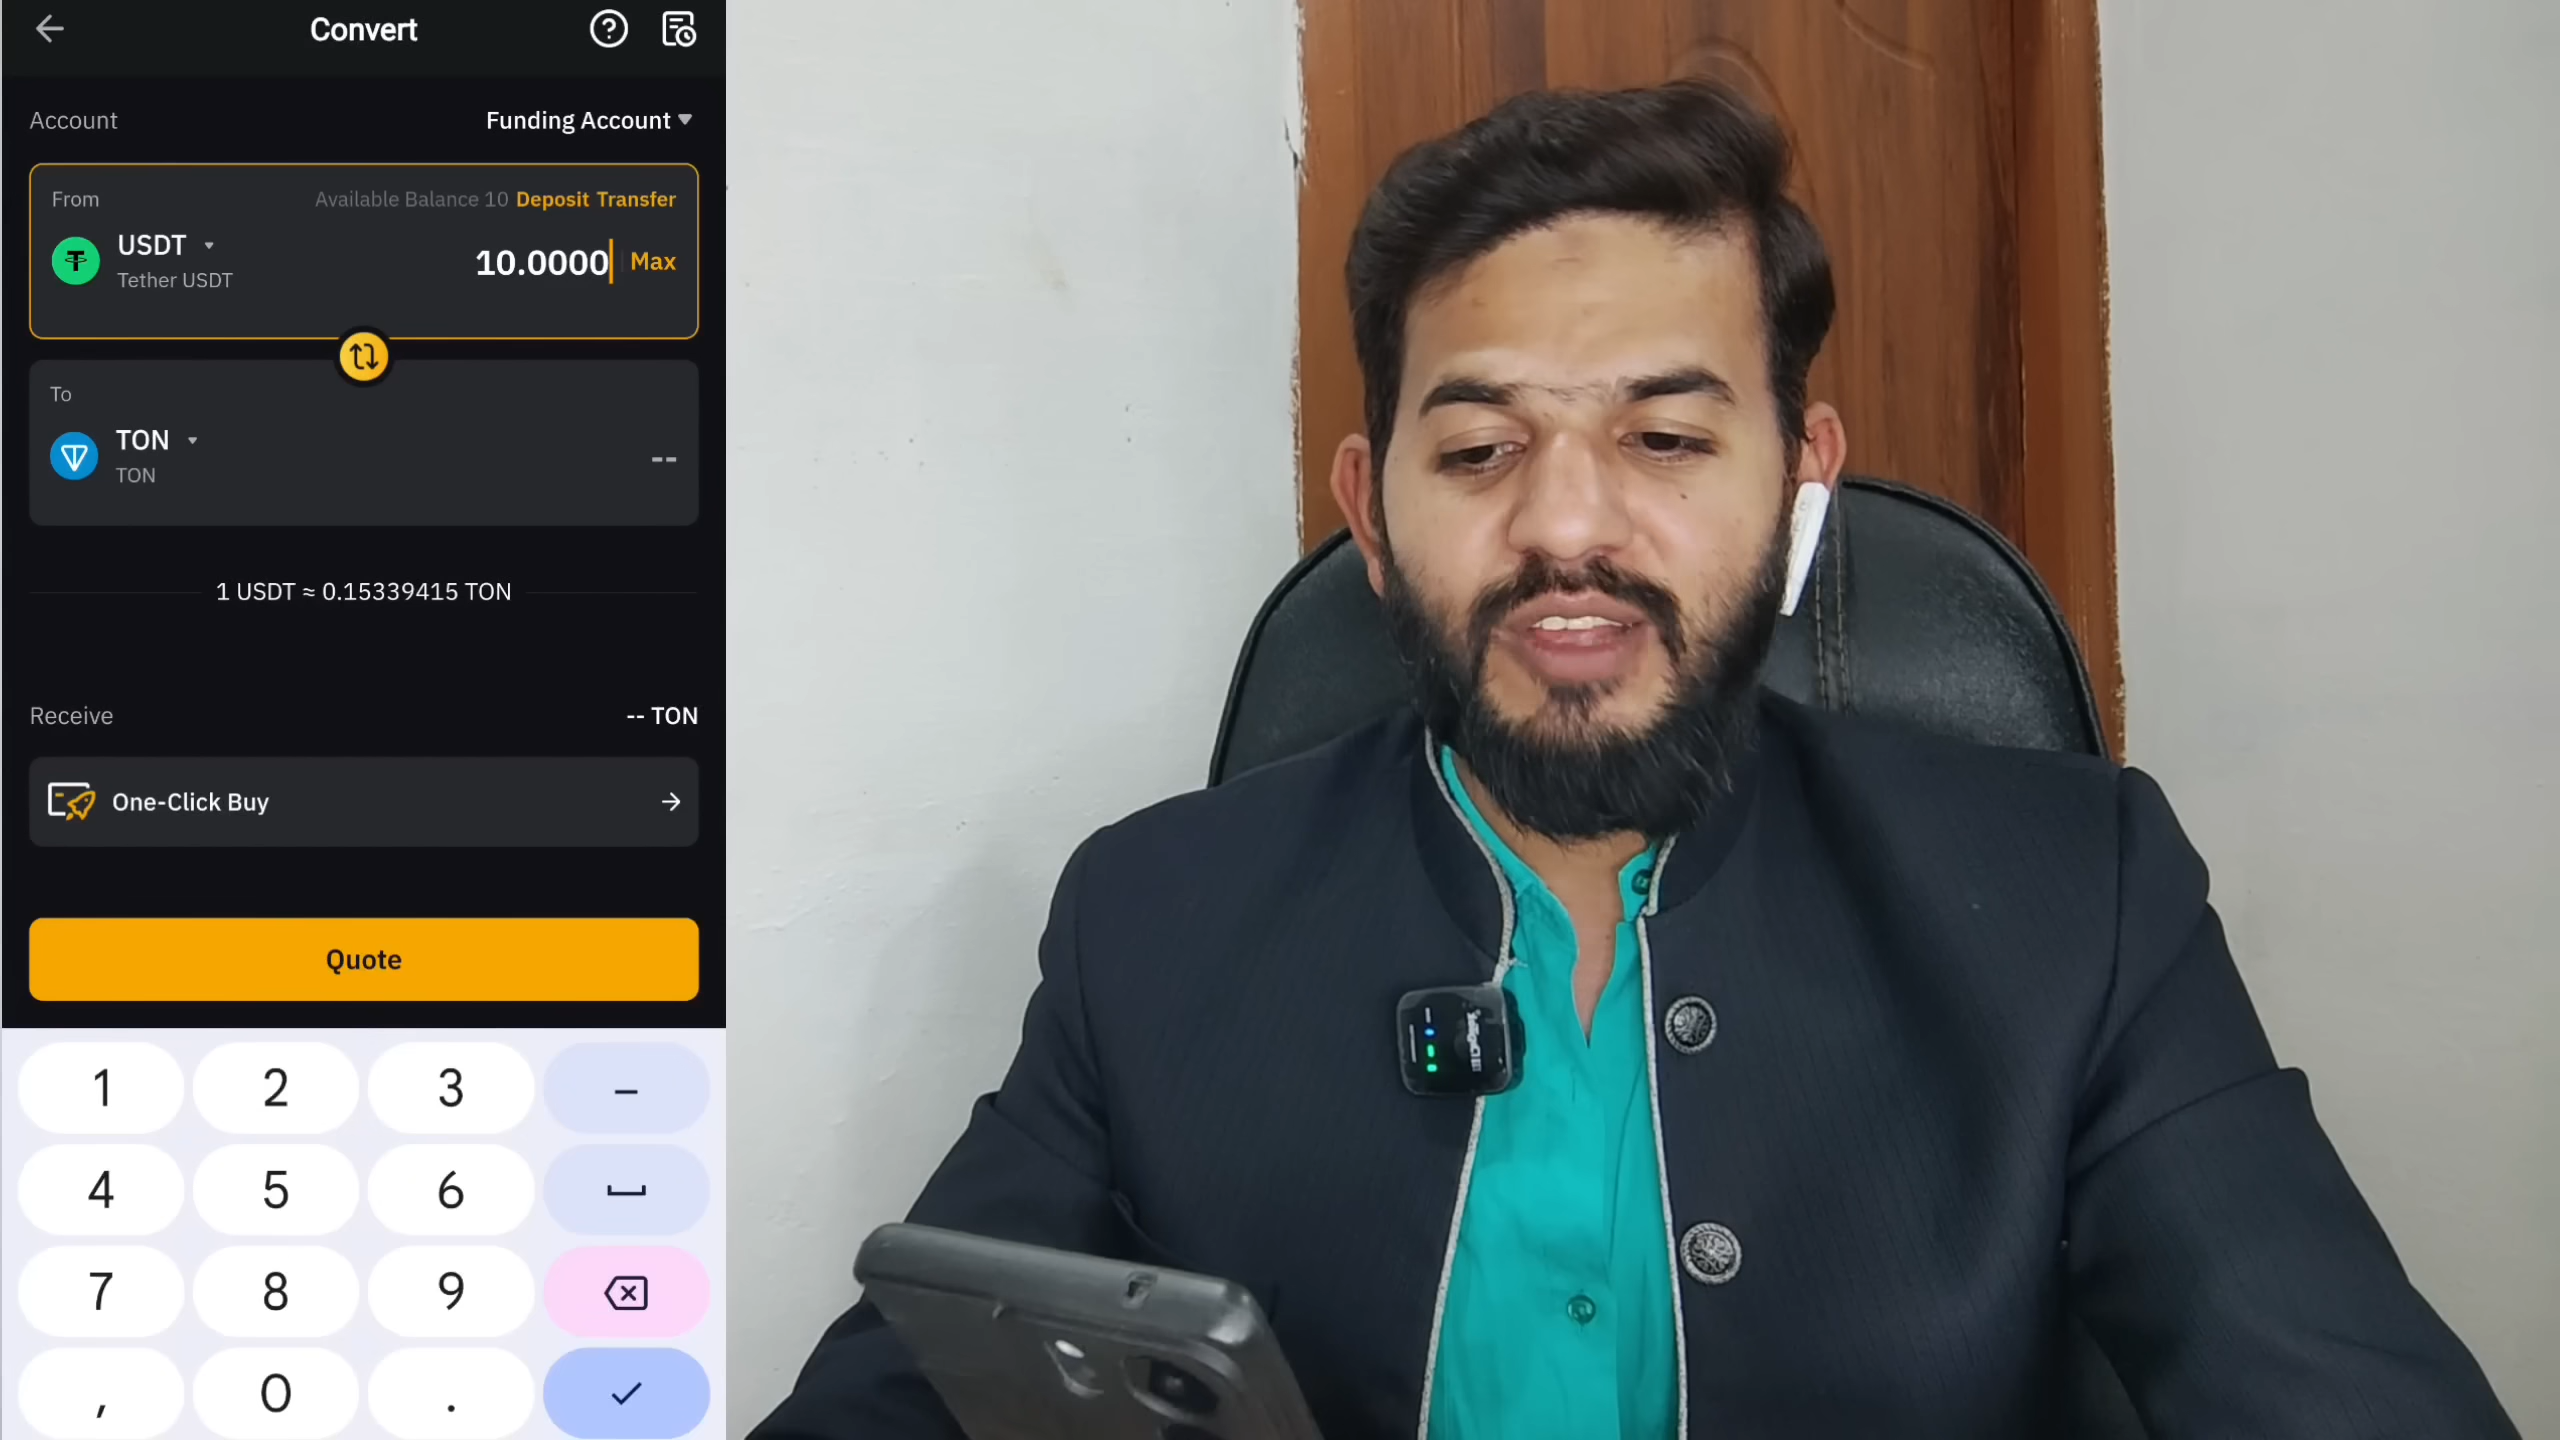 Convert
Account
Funding Account
From
Available Balance 10 Deposit Transfer
USDT
10.0000 Max
Tether USDT
To
TON
--
TON
1 USDT ≈ 0.15339415 TON
Receive
-- TON
One-Click Buy
Quote
1 2 3 –
4 5 6
7 8 9
, 0 .